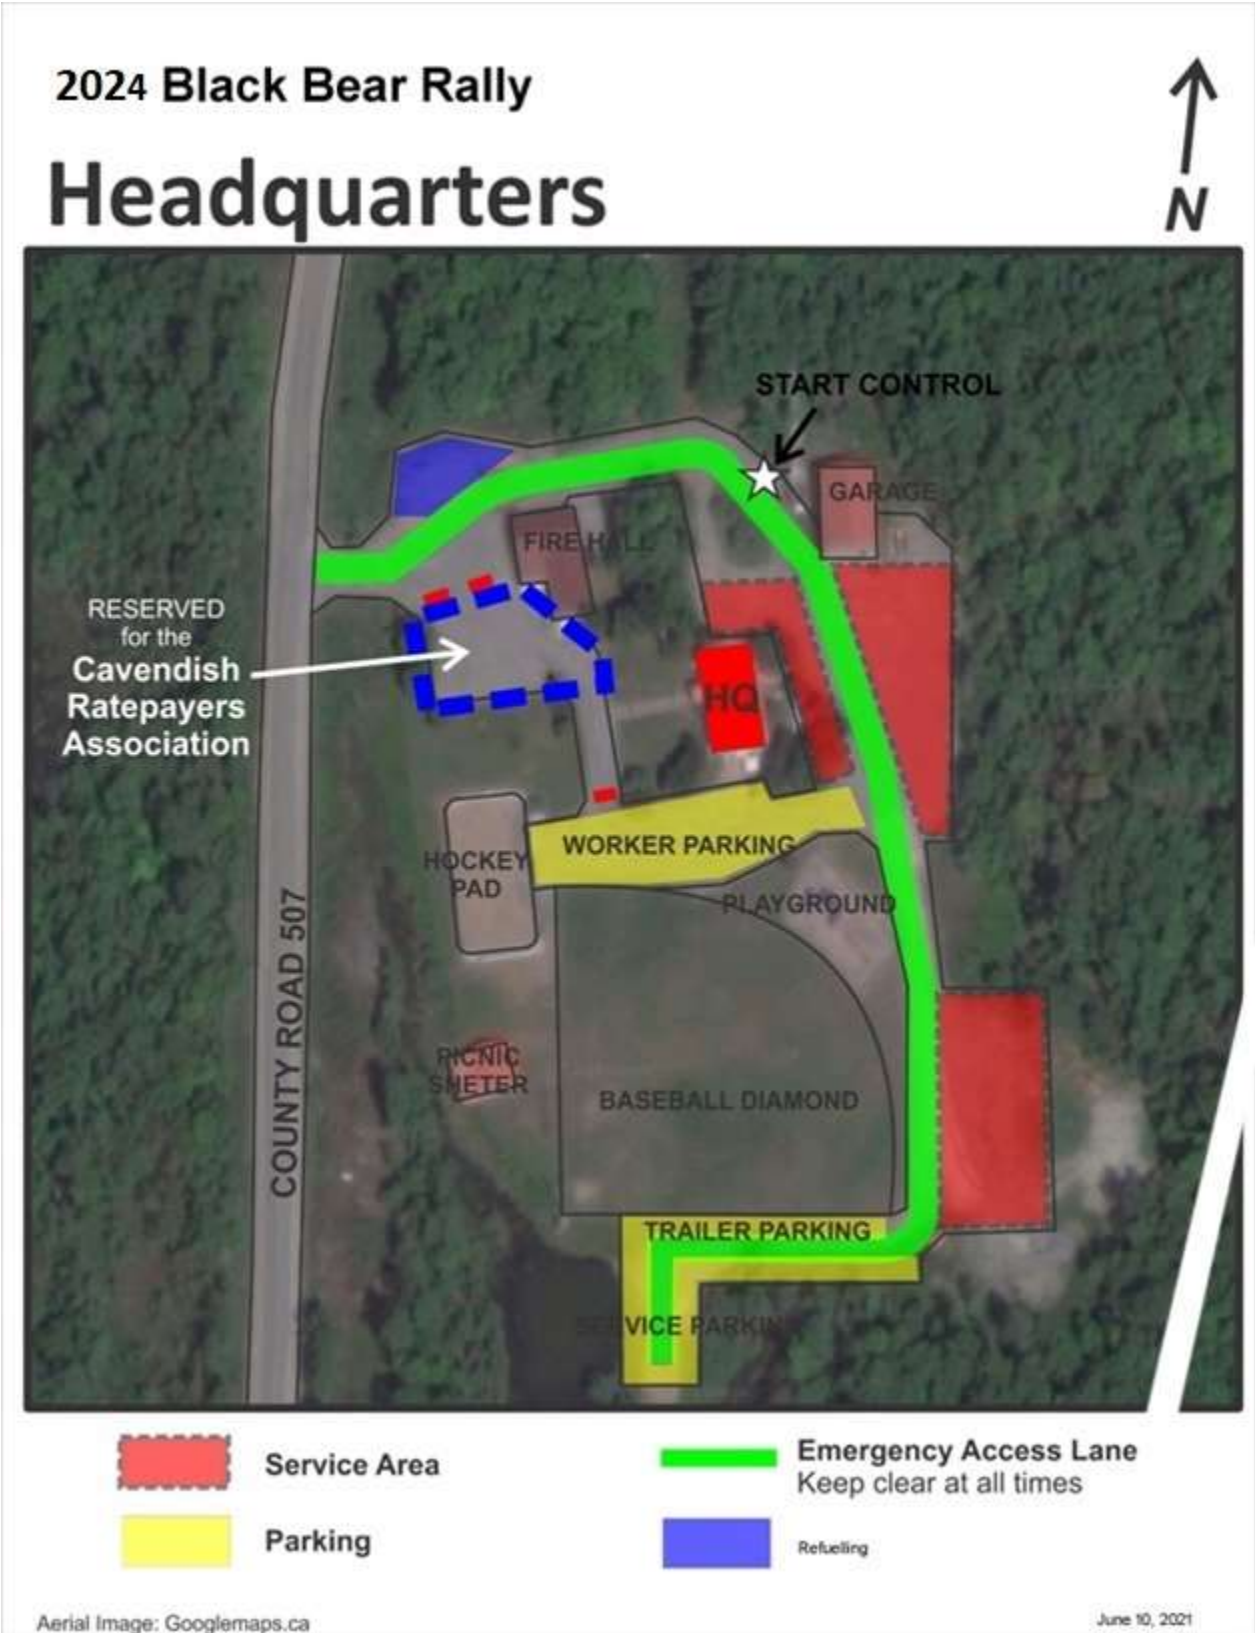 2024 Black Bear Rally
Headquarters
N
START CONTROL
GARAGE
FIRE HALL
RESERVED
for the
Cavendish
Ratepayers
Association
HQ
WORKER PARKING
HOCKEY
PAD
PLAYGROUND
COUNTY ROAD 507
PICNIC
SHETER
BASEBALL DIAMOND
TRAILER PARKING
SERVICE PARKING
Service Area
Emergency Access Lane
Keep clear at all times
Parking
Refuelling
Aerial Image: Googlemaps.ca
June 10, 2021